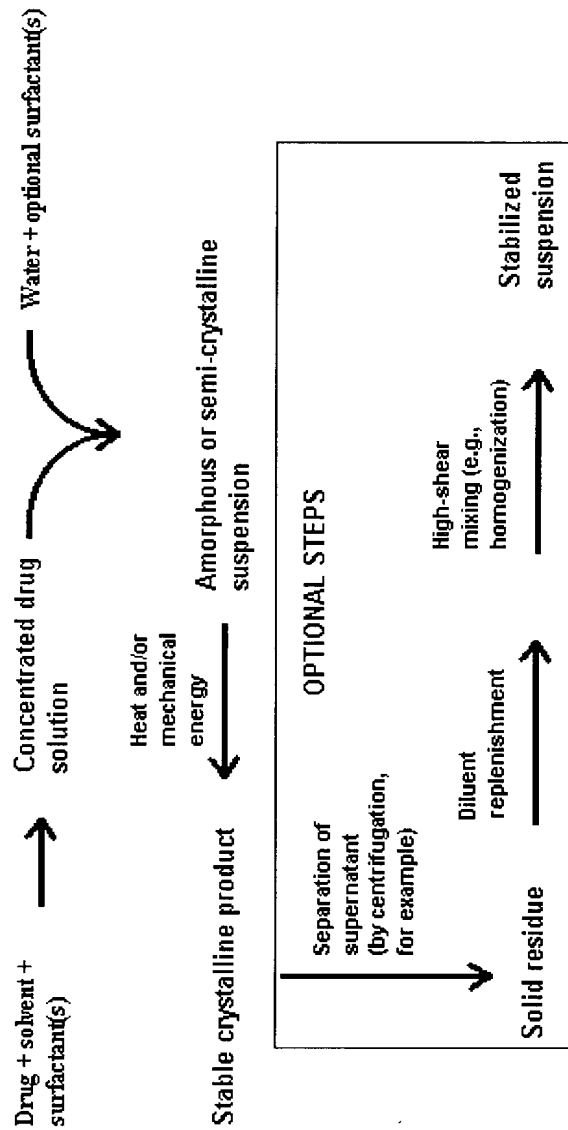 Drug + solvent +
surfactant(s)
Concentrated drug
solution
Water + optional surfactant(s)
Amorphous or semi-crystalline
suspension
Heat and/or
mechanical
energy
Stable crystalline product
OPTIONAL STEPS
Separation of
supernatant
(by centrifugation,
for example)
Solid residue
Diluent
replenishment
High-shear
mixing (e.g.,
homogenization)
Stabilized
suspension